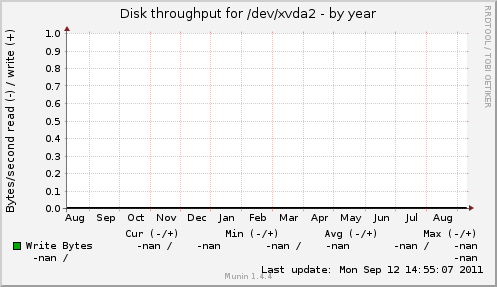 Disk throughput for /dev/xvda2 - by year
RRDTOOL / TOBI OETIKER
Bytes/second read (-) / write (+)
1.0
0.9
0.8
0.7
0.6
0.5
0.4
0.3
0.2
0.1
0.0
Aug Sep Oct Nov Dec Jan Feb Mar Apr May Jun Jul Aug
Cur (-/+) Min (-/+) Avg (-/+) Max (-/+)
Write Bytes -nan / -nan -nan / -nan -nan / -nan
-nan / -nan
Last update: Mon Sep 12 14:55:07 2011
Munin 1.4.4